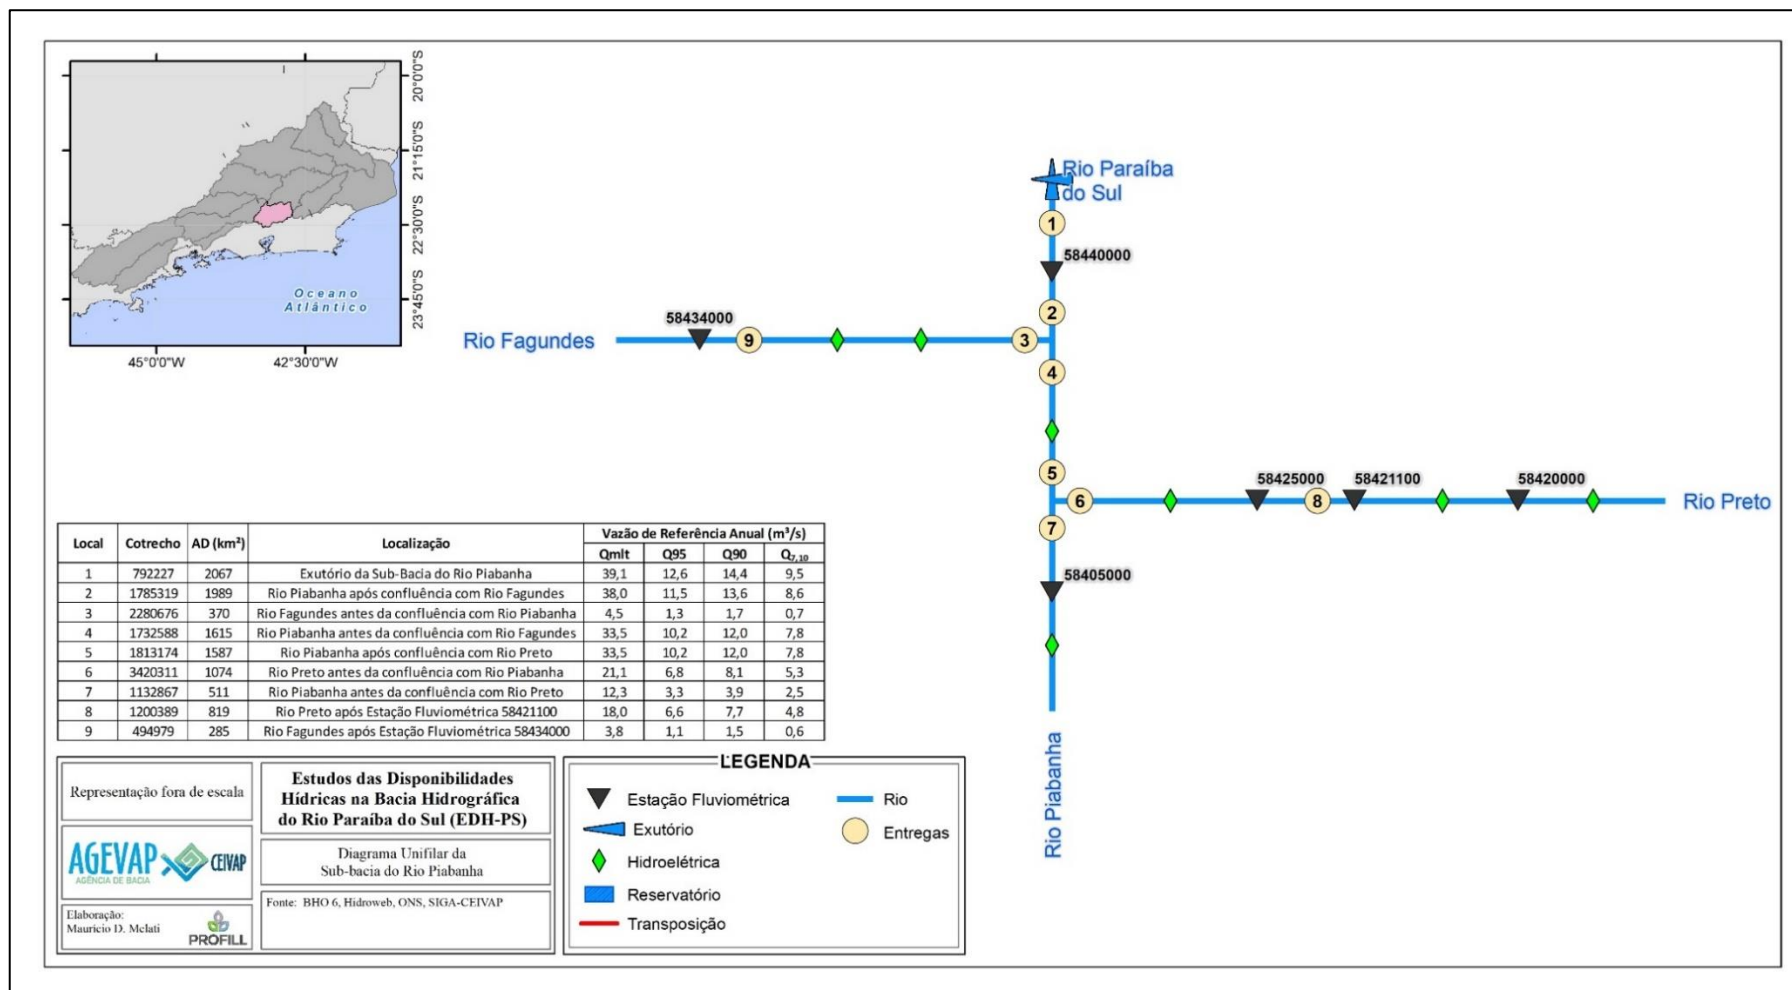 20°0'0"S
21°15'0"S
22°30'0"S
23°45'0"S
45°0'0"W
42°30'0"W
Oceano
Atlântico
Rio Paraíba
do Sul
1
58440000
2
58434000
Rio Fagundes
9
3
4
5
6
58425000
8
58421100
58420000
Rio Preto
7
58405000
Rio Piabanha
Local Cotrecho AD (km²) Localização Vazão de Referência Anual (m³/s)
Qmlt Q95 Q90 Q7,10
1 792227 2067 Exutório da Sub-Bacia do Rio Piabanha 39,1 12,6 14,4 9,5
2 1785319 1989 Rio Piabanha após confluência com Rio Fagundes 38,0 11,5 13,6 8,6
3 2280676 370 Rio Fagundes antes da confluência com Rio Piabanha 4,5 1,3 1,7 0,7
4 1732588 1615 Rio Piabanha antes da confluência com Rio Fagundes 33,5 10,2 12,0 7,8
5 1813174 1587 Rio Piabanha após confluência com Rio Preto 33,5 10,2 12,0 7,8
6 3420311 1074 Rio Preto antes da confluência com Rio Piabanha 21,1 6,8 8,1 5,3
7 1132867 511 Rio Piabanha antes da confluência com Rio Preto 12,3 3,3 3,9 2,5
8 1200389 819 Rio Preto após Estação Fluviométrica 58421100 18,0 6,6 7,7 4,8
9 494979 285 Rio Fagundes após Estação Fluviométrica 58434000 3,8 1,1 1,5 0,6
Representação fora de escala
AGEVAP
AGÊNCIA DE BACIA
CEIVAP
Elaboração:
Mauricio D. Melati
PROFILL
Estudos das Disponibilidades
Hídricas na Bacia Hidrográfica
do Rio Paraíba do Sul (EDH-PS)
Diagrama Unifilar da
Sub-bacia do Rio Piabanha
Fonte: BHO 6, Hidroweb, ONS, SIGA-CEIVAP
LEGENDA
Estação Fluviométrica
Exutório
Hidroelétrica
Reservatório
Transposição
Rio
Entregas